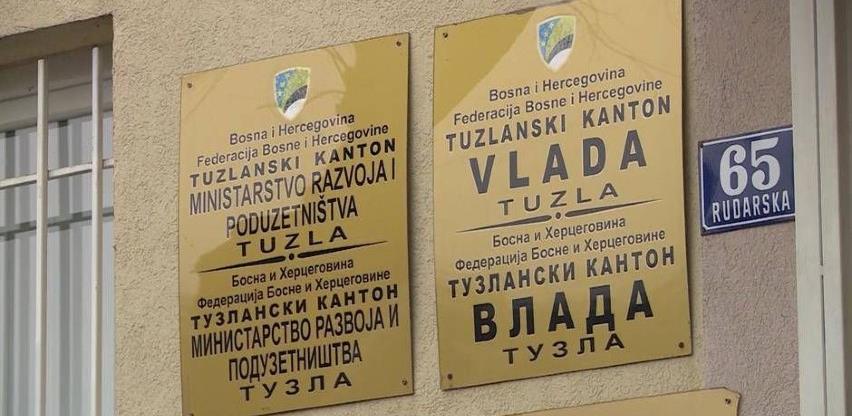 Bosna i Hercegovina
Federacija Bosne i Hercegovine
TUZLANSKI KANTON
MINISTARSTVO RAZVOJA I
PODUZETNIŠTVA
TUZLA
Босна и Херцеговина
Федерација Босне и Херцеговине
ТУЗЛАНСКИ КАНТОН
МИНИСТАРСТВО РАЗВОЈА И
ПОДУЗЕТНИШТВА
ТУЗЛА
Bosna i Hercegovina
Federacija Bosne i Hercegovine
TUZLANSKI KANTON
VLADA
TUZLA
Босна и Херцеговина
Федерација Босне и Херцеговине
ТУЗЛАНСКИ КАНТОН
ВЛАДА
ТУЗЛА
65
RUDARSKA